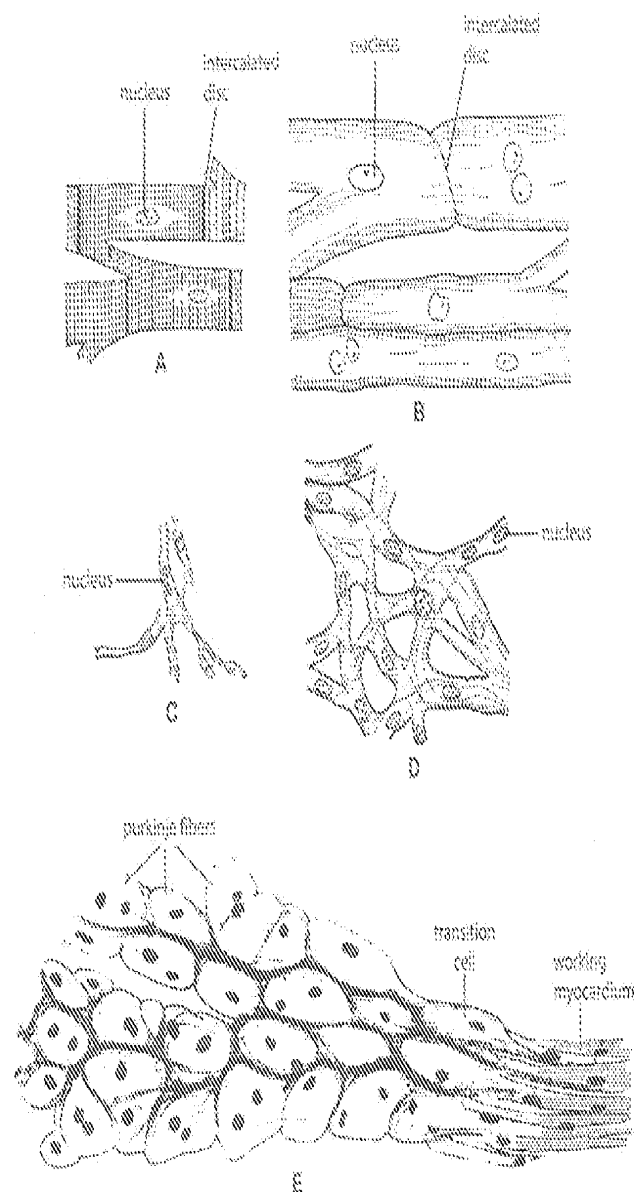 intercalated
disc
nucleus
intercalated
disc
nucleus
A
B
nucleus
nucleus
C
D
purkinje fibers
transition
cell
working
myocardium
E